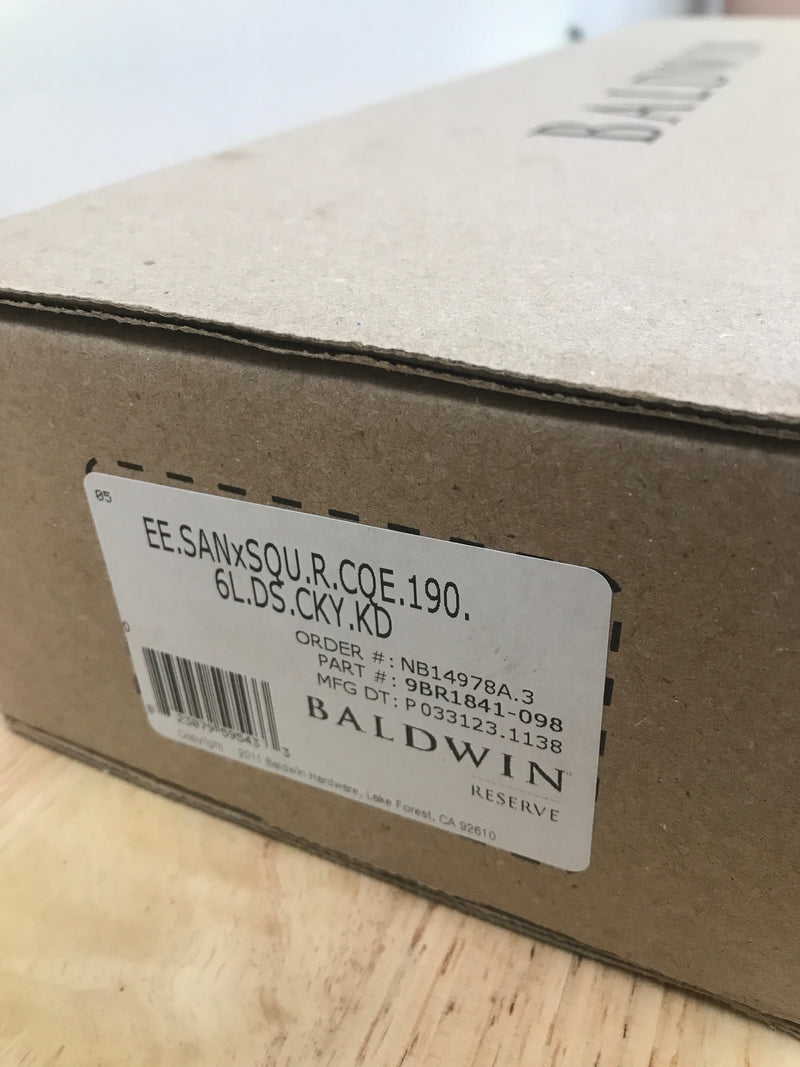 BALDWIN
05
EE.SANxSQU.R.CQE.190.
6L.DS.CKY.KD
ORDER #: NB14978A.3
PART #: 9BR1841-098
MFG DT: P033123.1138
BALDWIN
RESERVE
Copyright 2011 Baldwin Hardware, Lake Forest, CA 92610